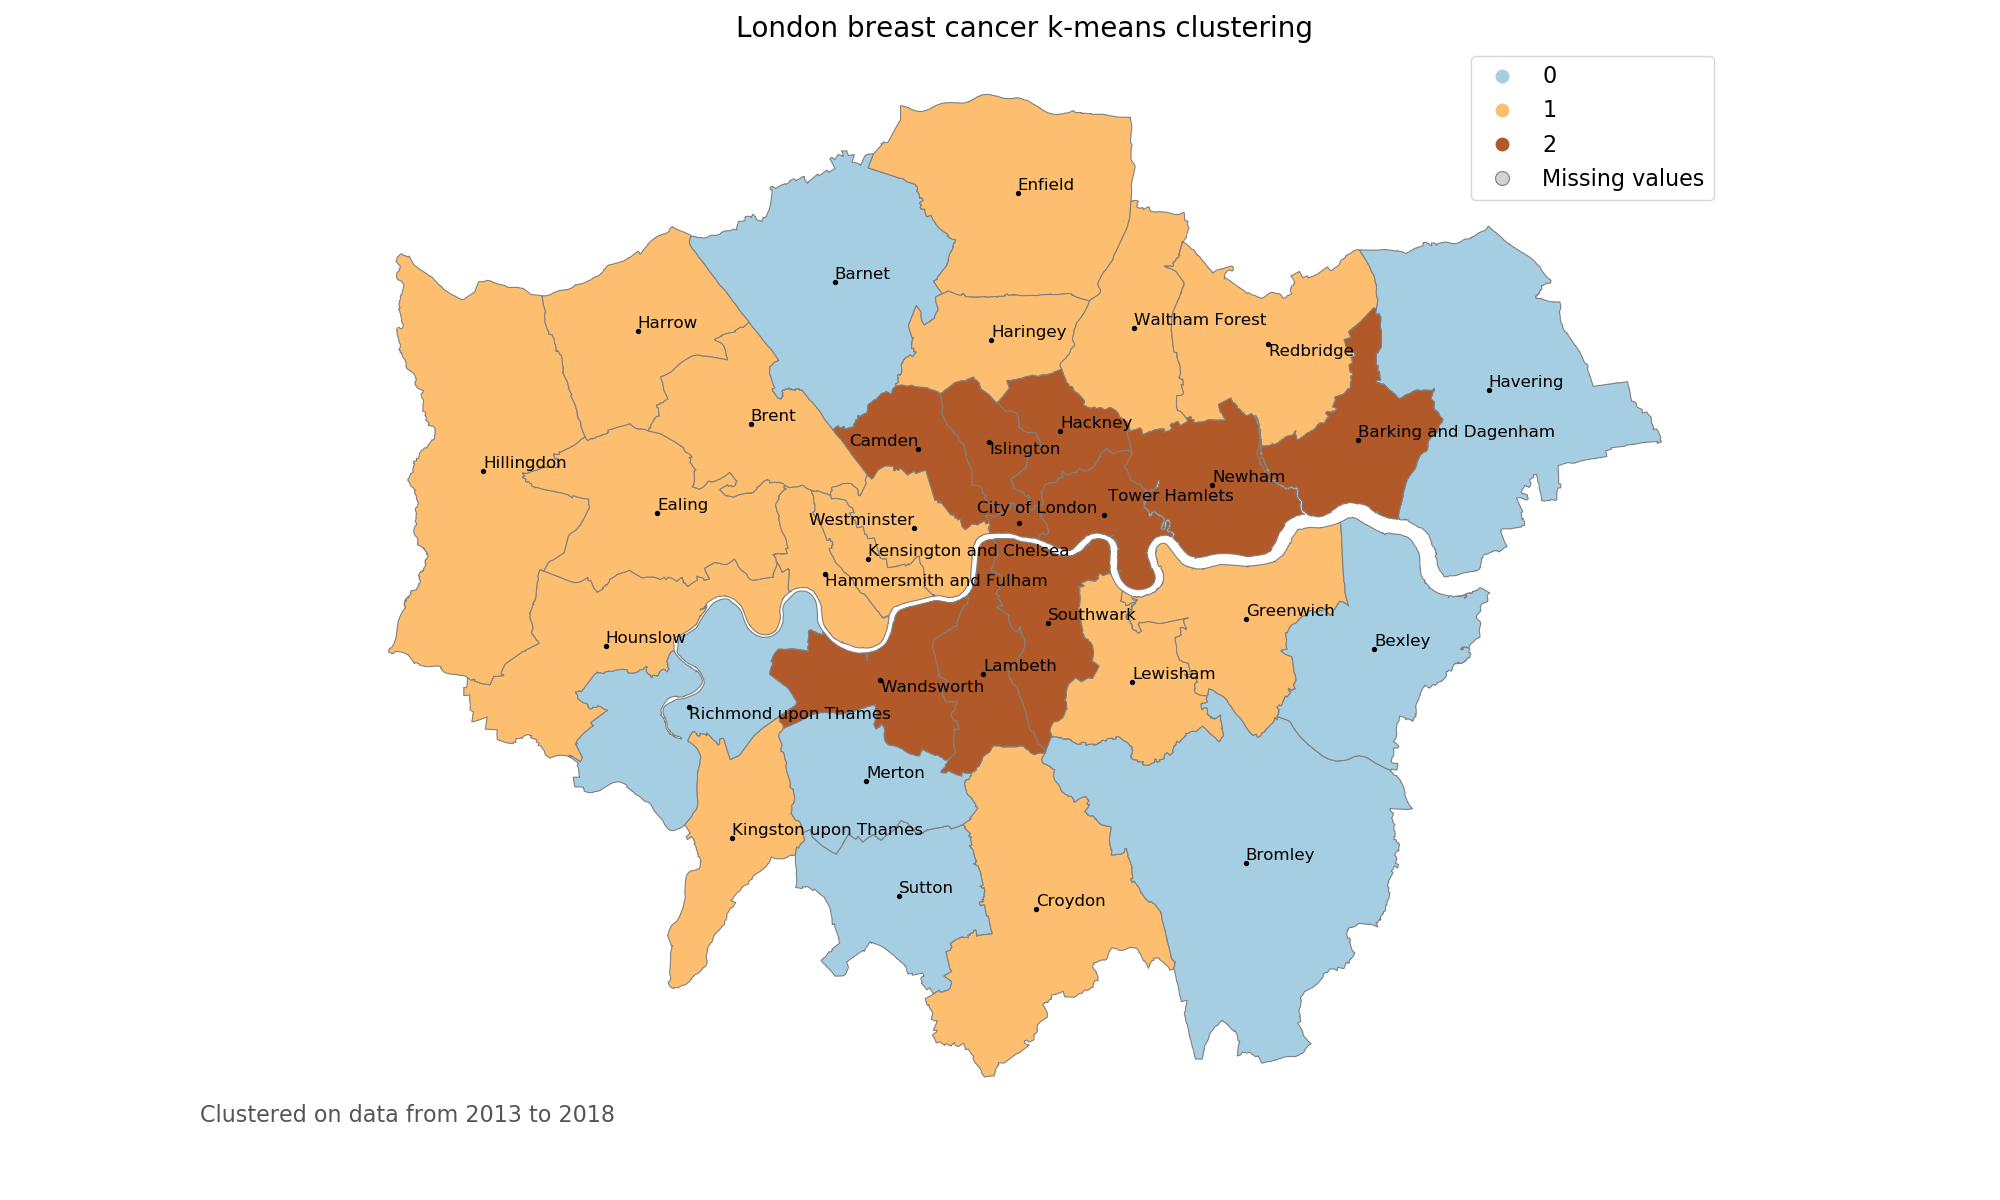 London breast cancer k-means clustering
0
1
2
Missing values
Enfield
Barnet
Harrow
Haringey
Waltham Forest
Redbridge
Havering
Brent
Camden
Islington
Hackney
Barking and Dagenham
Hillingdon
Newham
Ealing
Westminster
City of London
Tower Hamlets
Kensington and Chelsea
Hammersmith and Fulham
Hounslow
Southwark
Greenwich
Bexley
Lambeth
Lewisham
Wandsworth
Richmond upon Thames
Merton
Kingston upon Thames
Bromley
Sutton
Croydon
Clustered on data from 2013 to 2018